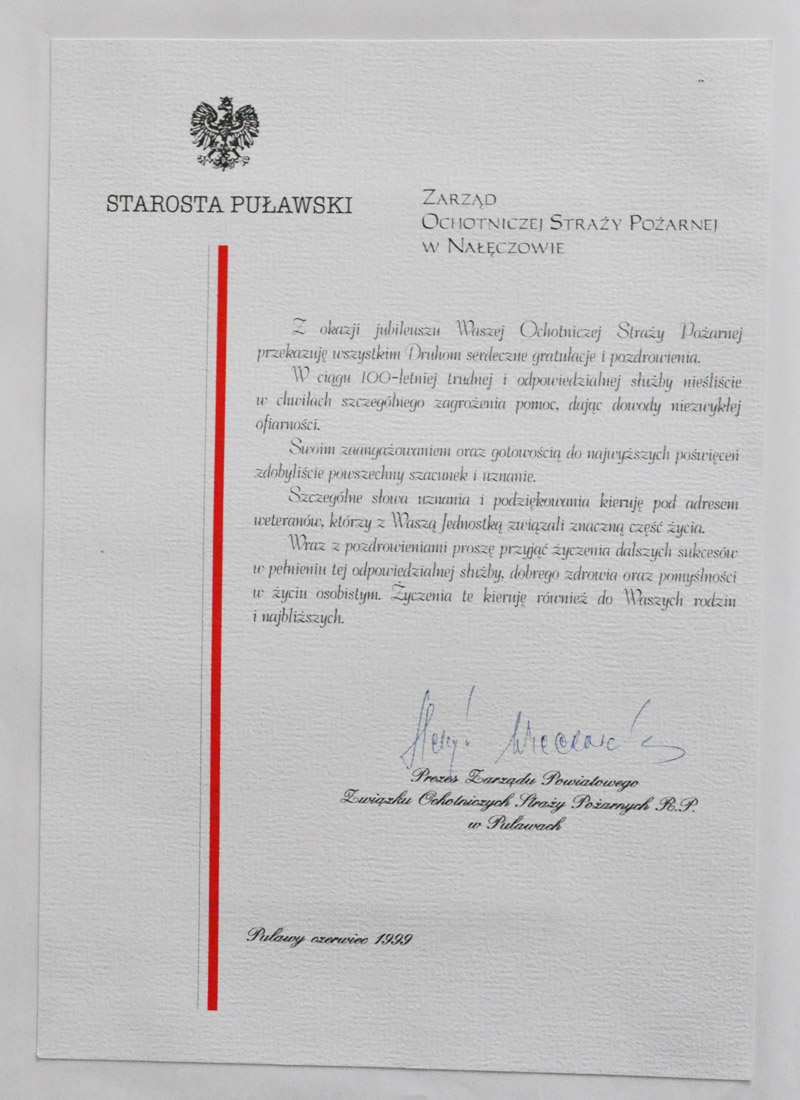 STAROSTA PUŁAWSKI
ZARZĄD
OCHOTNICZEJ STRAŻY POŻARNEJ
W NAŁĘCZOWIE
Z okazji jubileuszu Waszej Ochotniczej Straży Pożarnej
przekazuję wszystkim Druhom serdeczne gratulacje i pozdrowienia.
W ciągu 100-letniej trudnej i odpowiedzialnej służby nieśliście
w chwilach szczególnego zagrożenia pomoc, dając dowody niezwykłej
ofiarności.
Swoim zaangażowaniem oraz gotowością do najwyższych poświęceń
zdobyliście powszechny szacunek i uznanie.
Szczególne słowa uznania i podziękowania kieruję pod adresem
weteranów, którzy z Waszą Jednostką związali znaczną część życia.
Wraz z pozdrowieniami proszę przyjąć życzenia dalszych sukcesów
w pełnieniu tej odpowiedzialnej służby, dobrego zdrowia oraz pomyślności
w życiu osobistym. Życzenia te kieruję również do Waszych rodzin
i najbliższych.
Prezes Zarządu Powiatowego
Związku Ochotniczych Straży Pożarnych R.P.
w Puławach
Puławy czerwiec 1999